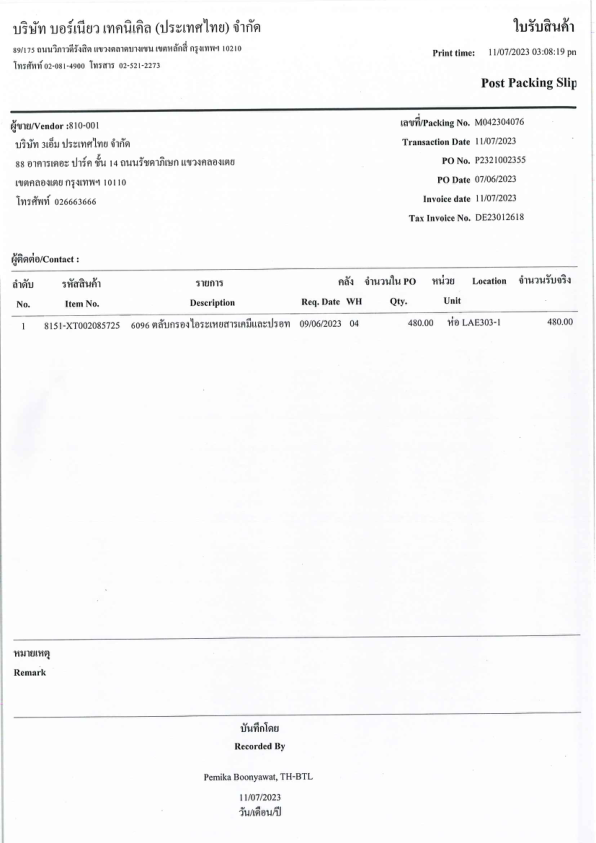 บริษัท บอร์เนียว เทคนิเคิล (ประเทศไทย) จำกัด
ใบรับสินค้า
89/175 ถนนวิภาวดีรังสิต แขวงตลาดบางเขน เขตหลักสี่ กรุงเทพฯ 10210
Print time: 11/07/2023 03:08:19 pn
โทรศัพท์ 02-081-4900 โทรสาร 02-521-2273
Post Packing Slip
ผู้ขาย/Vendor :810-001
เลขที่/Packing No. M042304076
บริษัท 3เอ็ม ประเทศไทย จำกัด
Transaction Date 11/07/2023
88 อาคารเดอะ ปาร์ค ชั้น 14 ถนนรัชดาภิเษก แขวงคลองเตย
PO No. P2321002355
เขตคลองเตย กรุงเทพฯ 10110
PO Date 07/06/2023
โทรศัพท์ 026663666
Invoice date 11/07/2023
Tax Invoice No. DE23012618
ผู้ติดต่อ/Contact :
ลำดับ รหัสสินค้า รายการ คลัง จำนวนใน PO หน่วย Location จำนวนรับจริง
No. Item No. Description Req. Date WH Qty. Unit
1 8151-XT002085725 6096 ตลับกรองไอระเหยสารเคมีและปรอท 09/06/2023 04 480.00 ห่อ LAE303-1 480.00
หมายเหตุ
Remark
บันทึกโดย
Recorded By
Pemika Boonyawat, TH-BTL
11/07/2023
วัน/เดือน/ปี